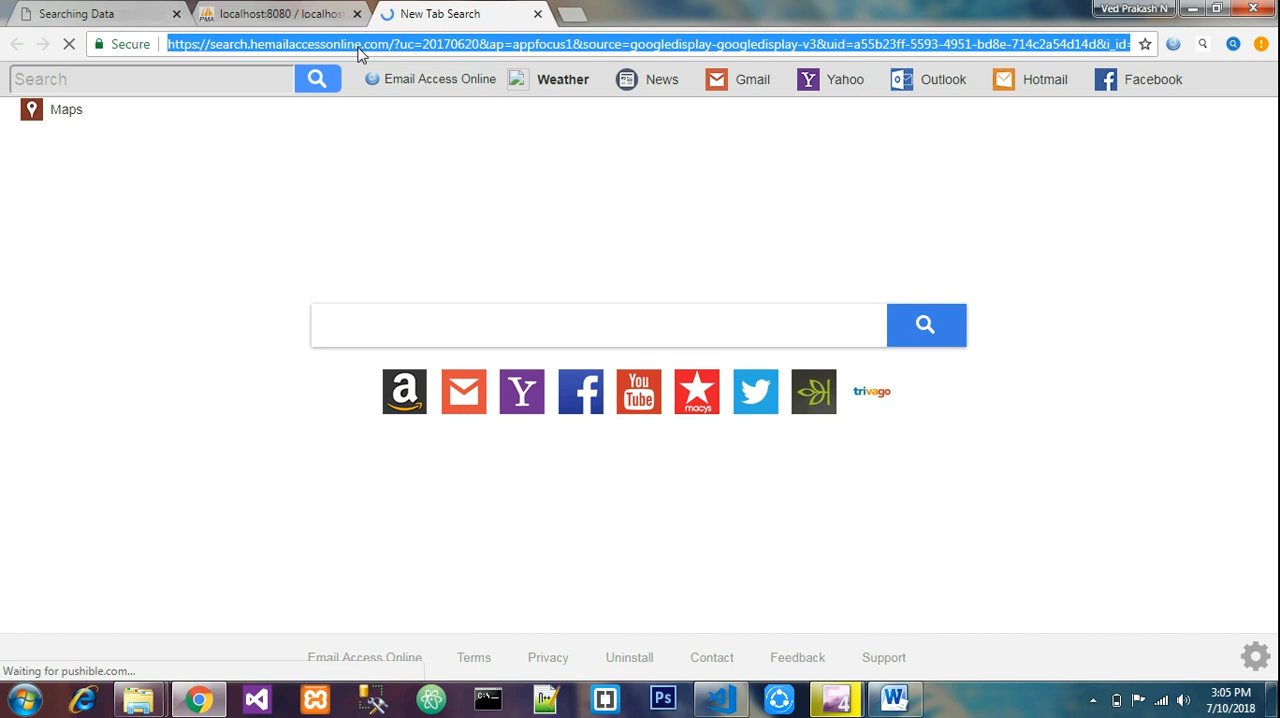 Searching Data
localhost:8080 / localhost
New Tab Search
Ved Prakash N
Secure
https://search.hemailaccessonline.com/?uc=20170620&ap=appfocus1&source=googledisplay-googledisplay-v3&uid=a55b23ff-5593-4951-bd8e-714c2a54d14d&i_id=
Search
Email Access Online
Weather
News
Gmail
Yahoo
Outlook
Hotmail
Facebook
Maps
You
Tube
macys
trivago
Email Access Online
Terms
Privacy
Uninstall
Contact
Feedback
Support
Waiting for pushible.com...
3:05 PM
7/10/2018